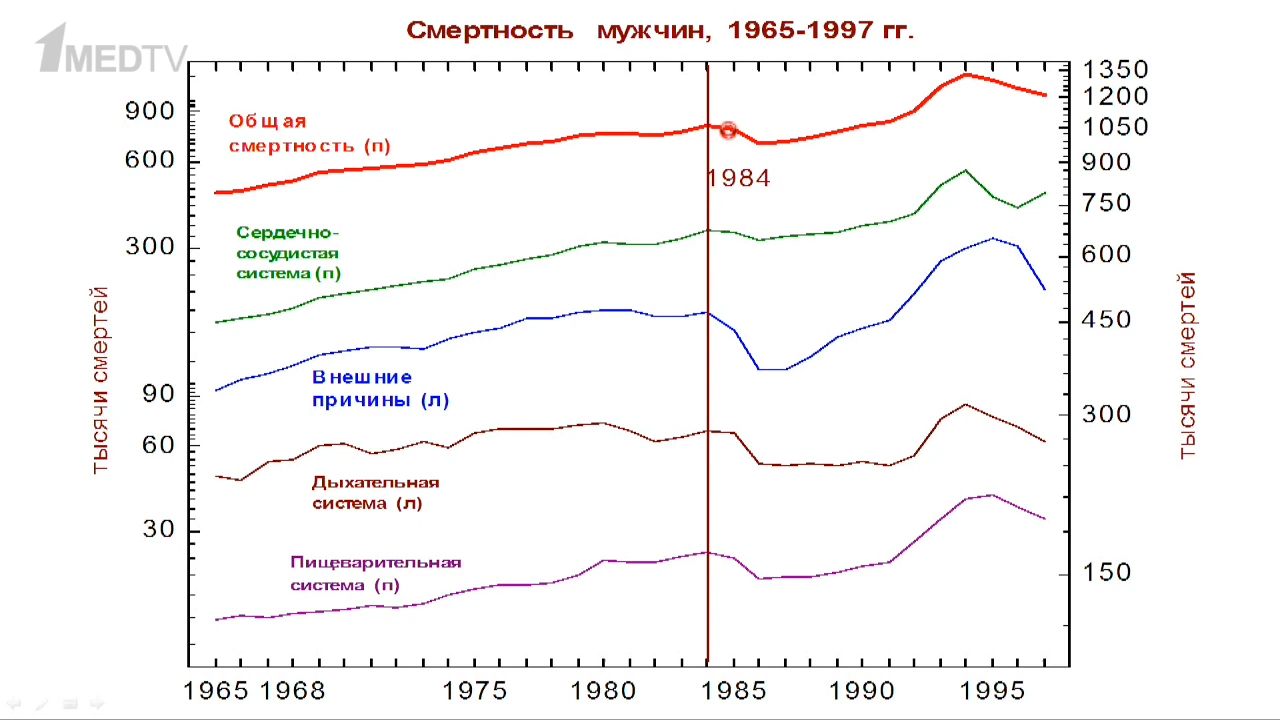 1MEDTV
Смертность мужчин, 1965-1997 гг.
1350
1200
1050
900
750
600
450
300
150
900
600
300
90
60
30
Общая
смертность (п)
1984
Сердечно-
сосудистая
система (п)
Внешние
причины (л)
Дыхательная
система (л)
Пищеварительная
система (п)
тысячи смертей
тысячи смертей
1965 1968 1975 1980 1985 1990 1995